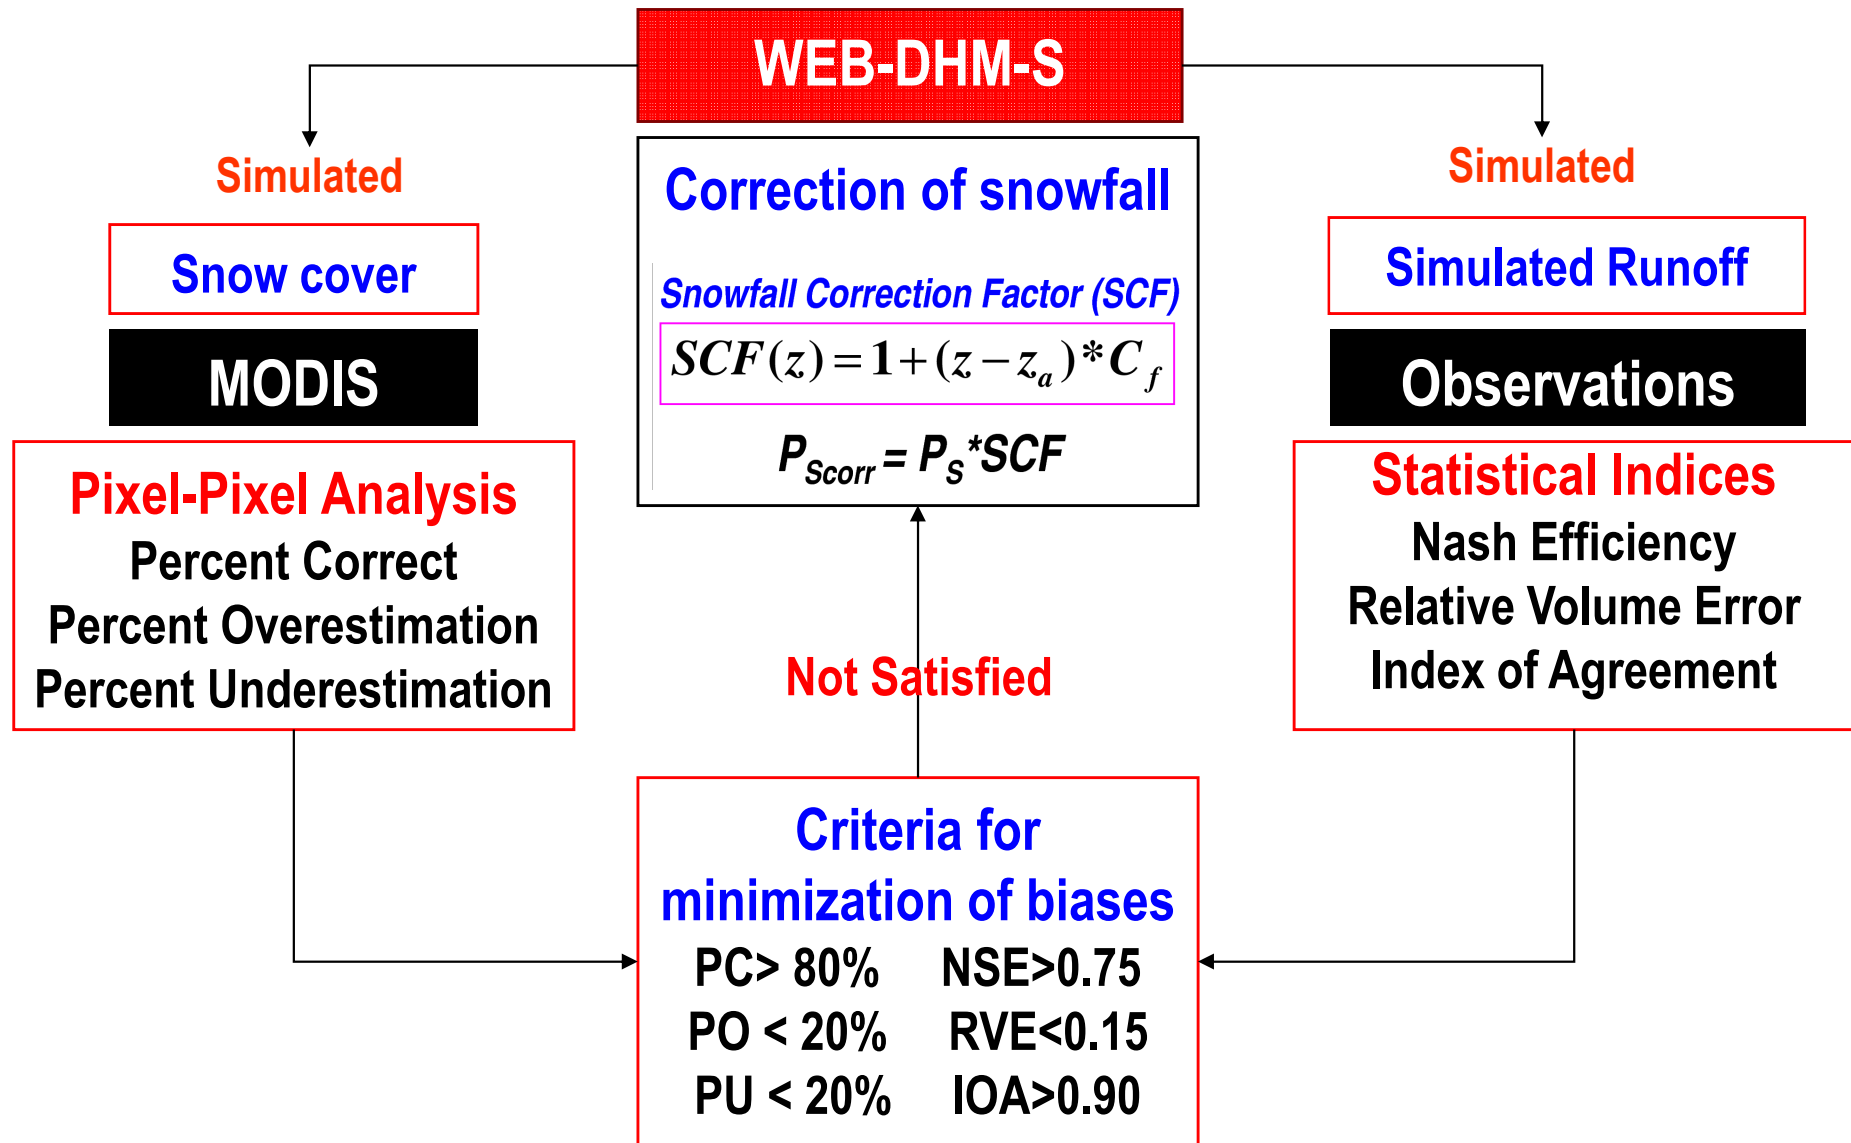 WEB-DHM-S
Simulated
Snow cover
MODIS
Pixel-Pixel Analysis
Percent Correct
Percent Overestimation
Percent Underestimation
Correction of snowfall
Snowfall Correction Factor (SCF)
SCF(z) = 1 + (z − z_a) * C_f
P_Scorr = P_S*SCF
Simulated
Simulated Runoff
Observations
Statistical Indices
Nash Efficiency
Relative Volume Error
Index of Agreement
Not Satisfied
Criteria for
minimization of biases
PC> 80% NSE>0.75
PO < 20% RVE<0.15
PU < 20% IOA>0.90